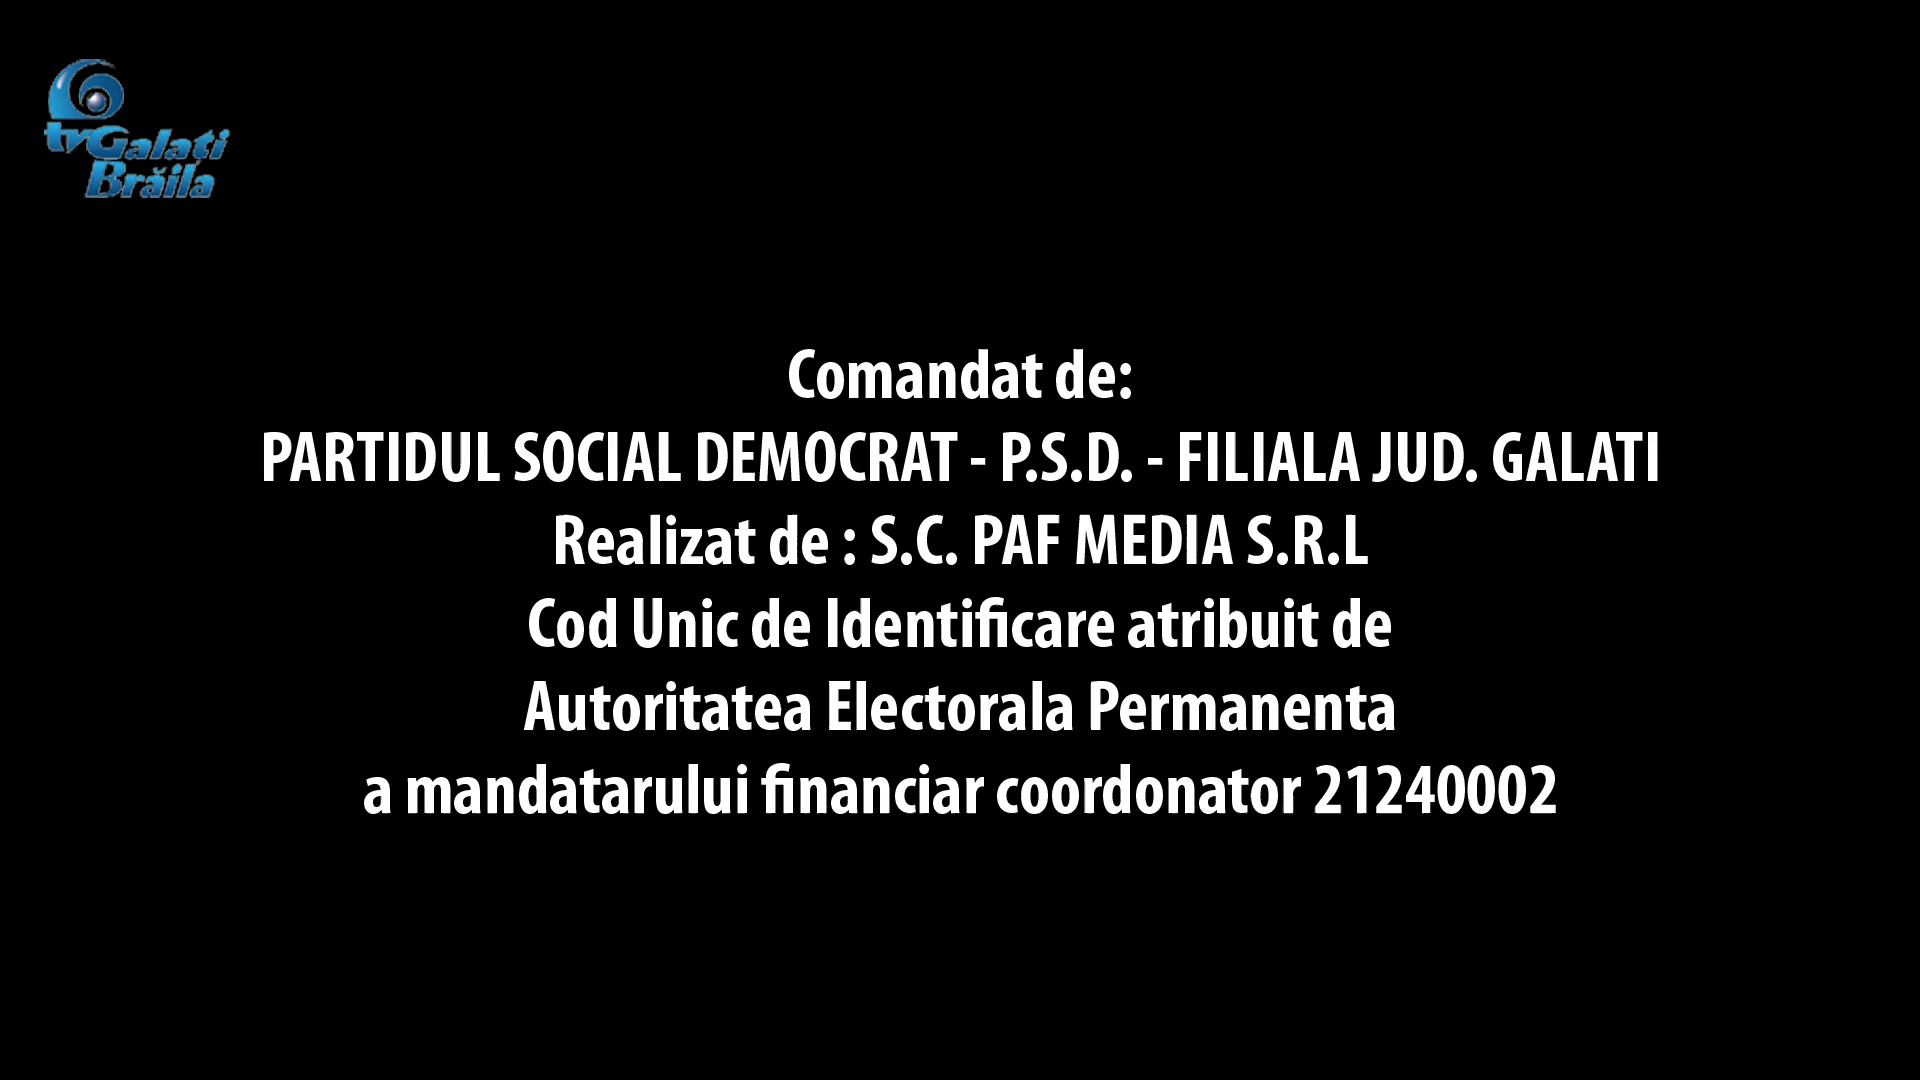 tvGalați
Brăila
Comandat de:
PARTIDUL SOCIAL DEMOCRAT - P.S.D. - FILIALA JUD. GALATI
Realizat de : S.C. PAF MEDIA S.R.L
Cod Unic de Identificare atribuit de
Autoritatea Electorala Permanenta
a mandatarului financiar coordonator 21240002